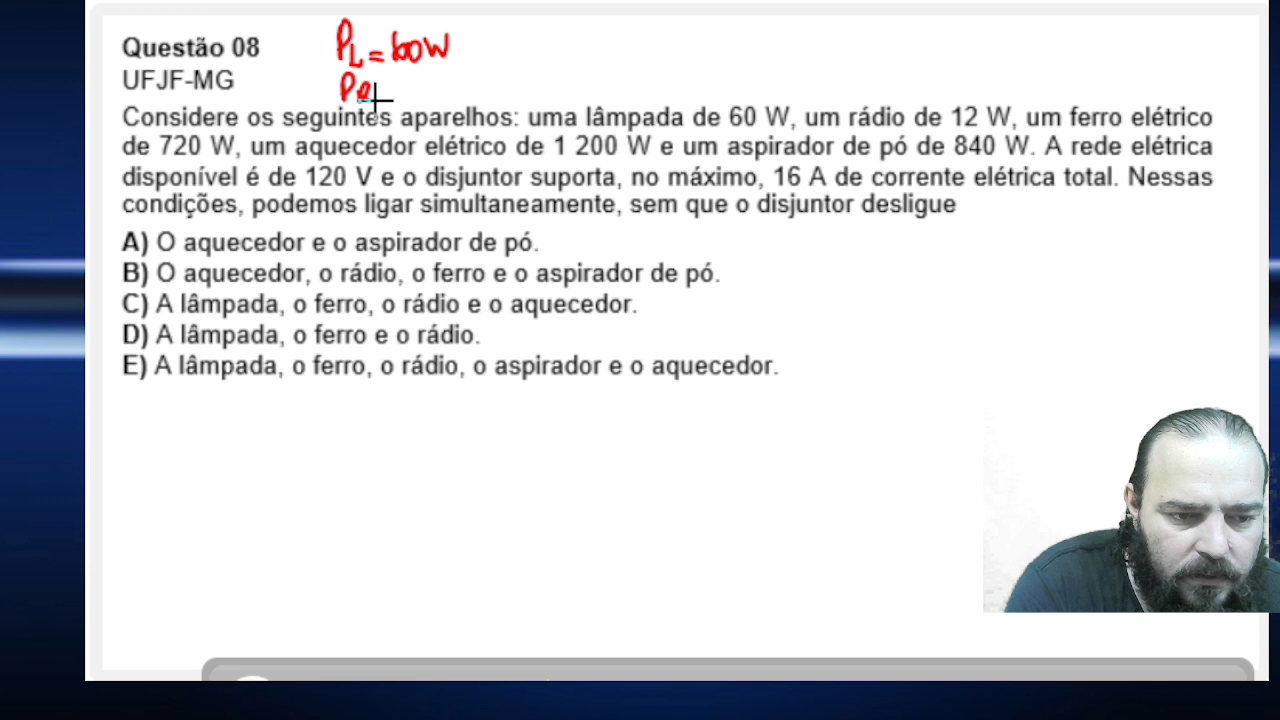 Questão 08
P_L = 60W
UFJF-MG
Considere os seguintes aparelhos: uma lâmpada de 60 W, um rádio de 12 W, um ferro elétrico
de 720 W, um aquecedor elétrico de 1 200 W e um aspirador de pó de 840 W. A rede elétrica
disponível é de 120 V e o disjuntor suporta, no máximo, 16 A de corrente elétrica total. Nessas
condições, podemos ligar simultaneamente, sem que o disjuntor desligue
A) O aquecedor e o aspirador de pó.
B) O aquecedor, o rádio, o ferro e o aspirador de pó.
C) A lâmpada, o ferro, o rádio e o aquecedor.
D) A lâmpada, o ferro e o rádio.
E) A lâmpada, o ferro, o rádio, o aspirador e o aquecedor.